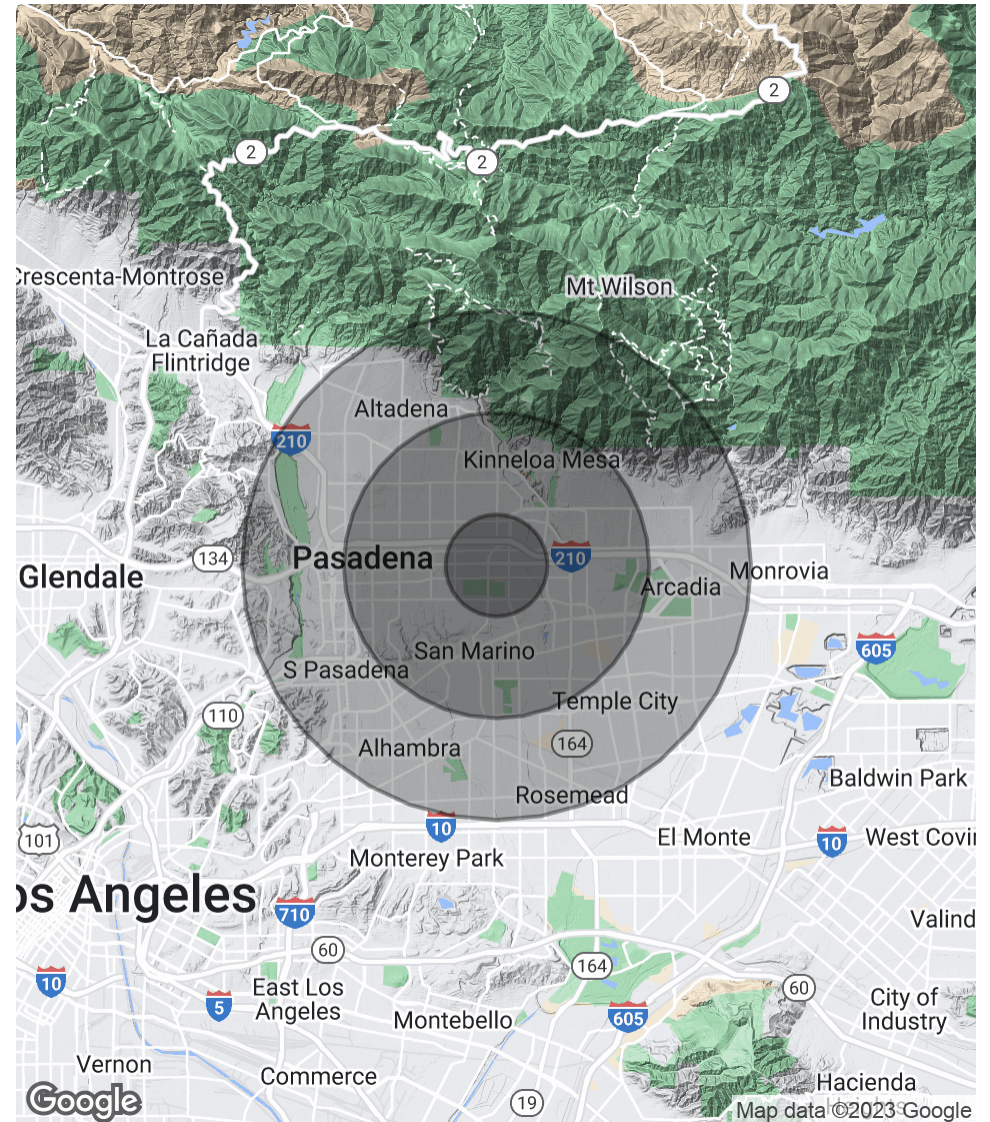 2
2
2
Crescenta-Montrose
Mt Wilson
La Cañada
Flintridge
Altadena
210
Kinneloa Mesa
134
Pasadena
210
Glendale
Arcadia
Monrovia
San Marino
605
S Pasadena
110
Temple City
Alhambra
164
Baldwin Park
Rosemead
10
101
El Monte
10
West Covi
Monterey Park
os Angeles
710
Valind
60
164
10
5
East Los
Angeles
60
605
City of
Industry
Montebello
Vernon
Commerce
Hacienda
Google
19
Map data ©2023 Google